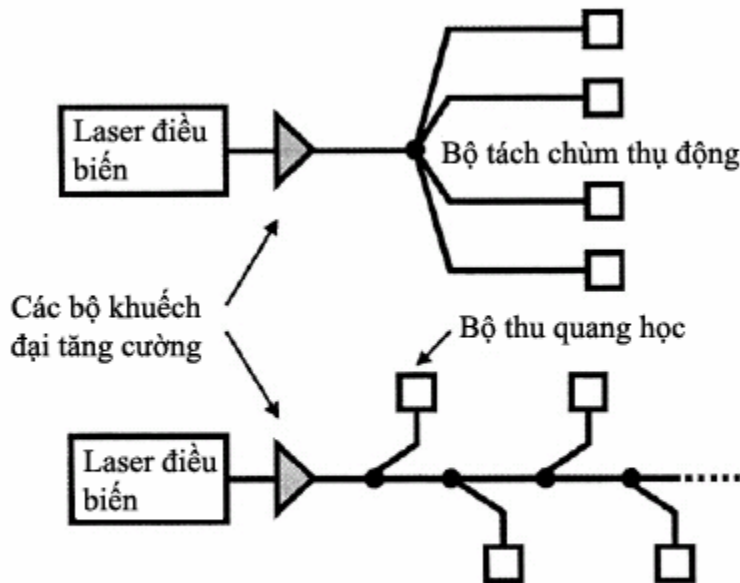 Laser điều
biến
Bộ tách chùm thụ động
Các bộ khuếch
đại tăng cường
Bộ thu quang học
Laser điều
biến